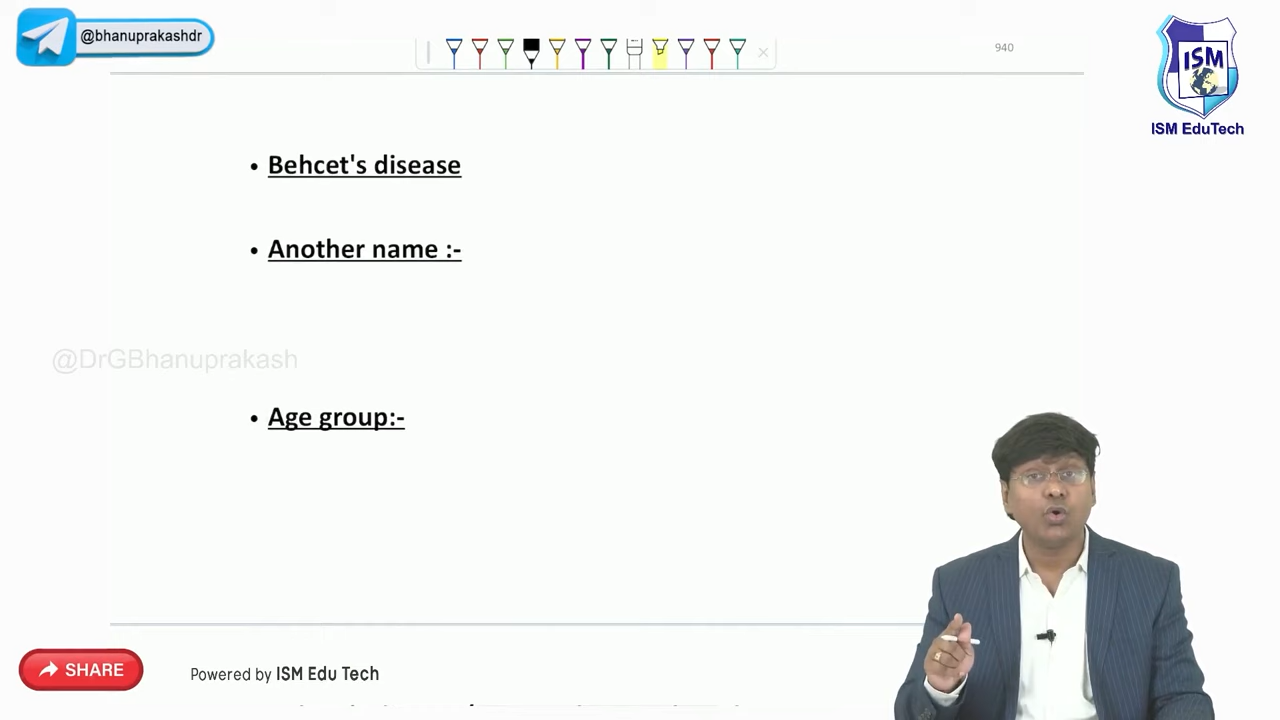 @bhanuprakashdr
940
ISM
ISM EduTech
• Behcet's disease
• Another name :-
@DrGBhanuprakash
• Age group:-
SHARE
Powered by ISM Edu Tech